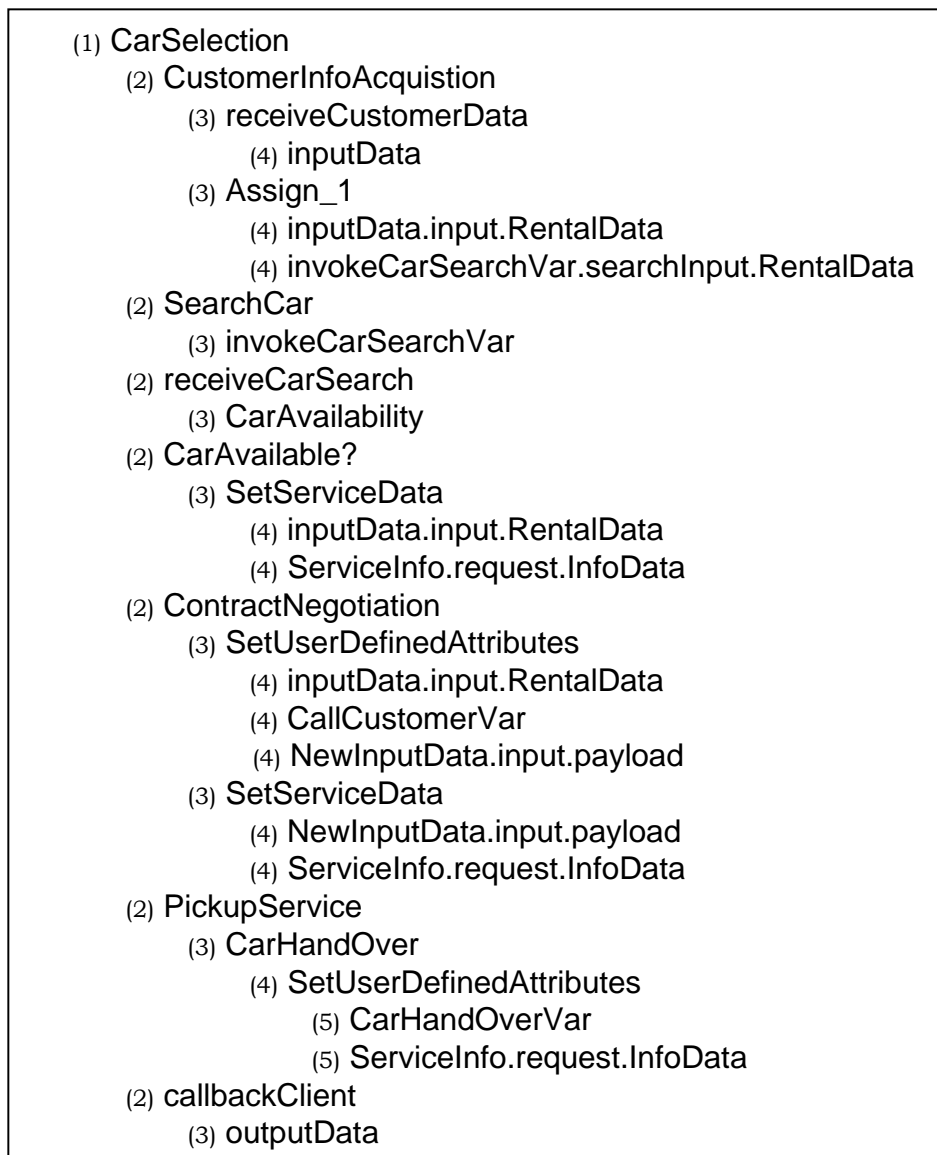 (1) CarSelection
(2) CustomerInfoAcquistion
(3) receiveCustomerData
(4) inputData
(3) Assign_1
(4) inputData.input.RentalData
(4) invokeCarSearchVar.searchInput.RentalData
(2) SearchCar
(3) invokeCarSearchVar
(2) receiveCarSearch
(3) CarAvailability
(2) CarAvailable?
(3) SetServiceData
(4) inputData.input.RentalData
(4) ServiceInfo.request.InfoData
(2) ContractNegotiation
(3) SetUserDefinedAttributes
(4) inputData.input.RentalData
(4) CallCustomerVar
(4) NewInputData.input.payload
(3) SetServiceData
(4) NewInputData.input.payload
(4) ServiceInfo.request.InfoData
(2) PickupService
(3) CarHandOver
(4) SetUserDefinedAttributes
(5) CarHandOverVar
(5) ServiceInfo.request.InfoData
(2) callbackClient
(3) outputData